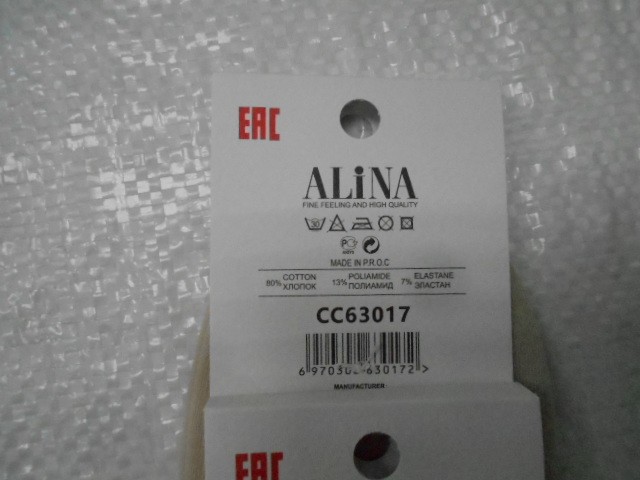 EAC
ALiNA
FINE FEELING AND HIGH QUALITY
MADE IN P.R.O.C
80% COTTON 13% POLIAMIDE 7% ELASTANE
ХЛОПОК ПОЛИАМИД ЭЛАСТАН
CC63017
MANUFACTURER
EAC